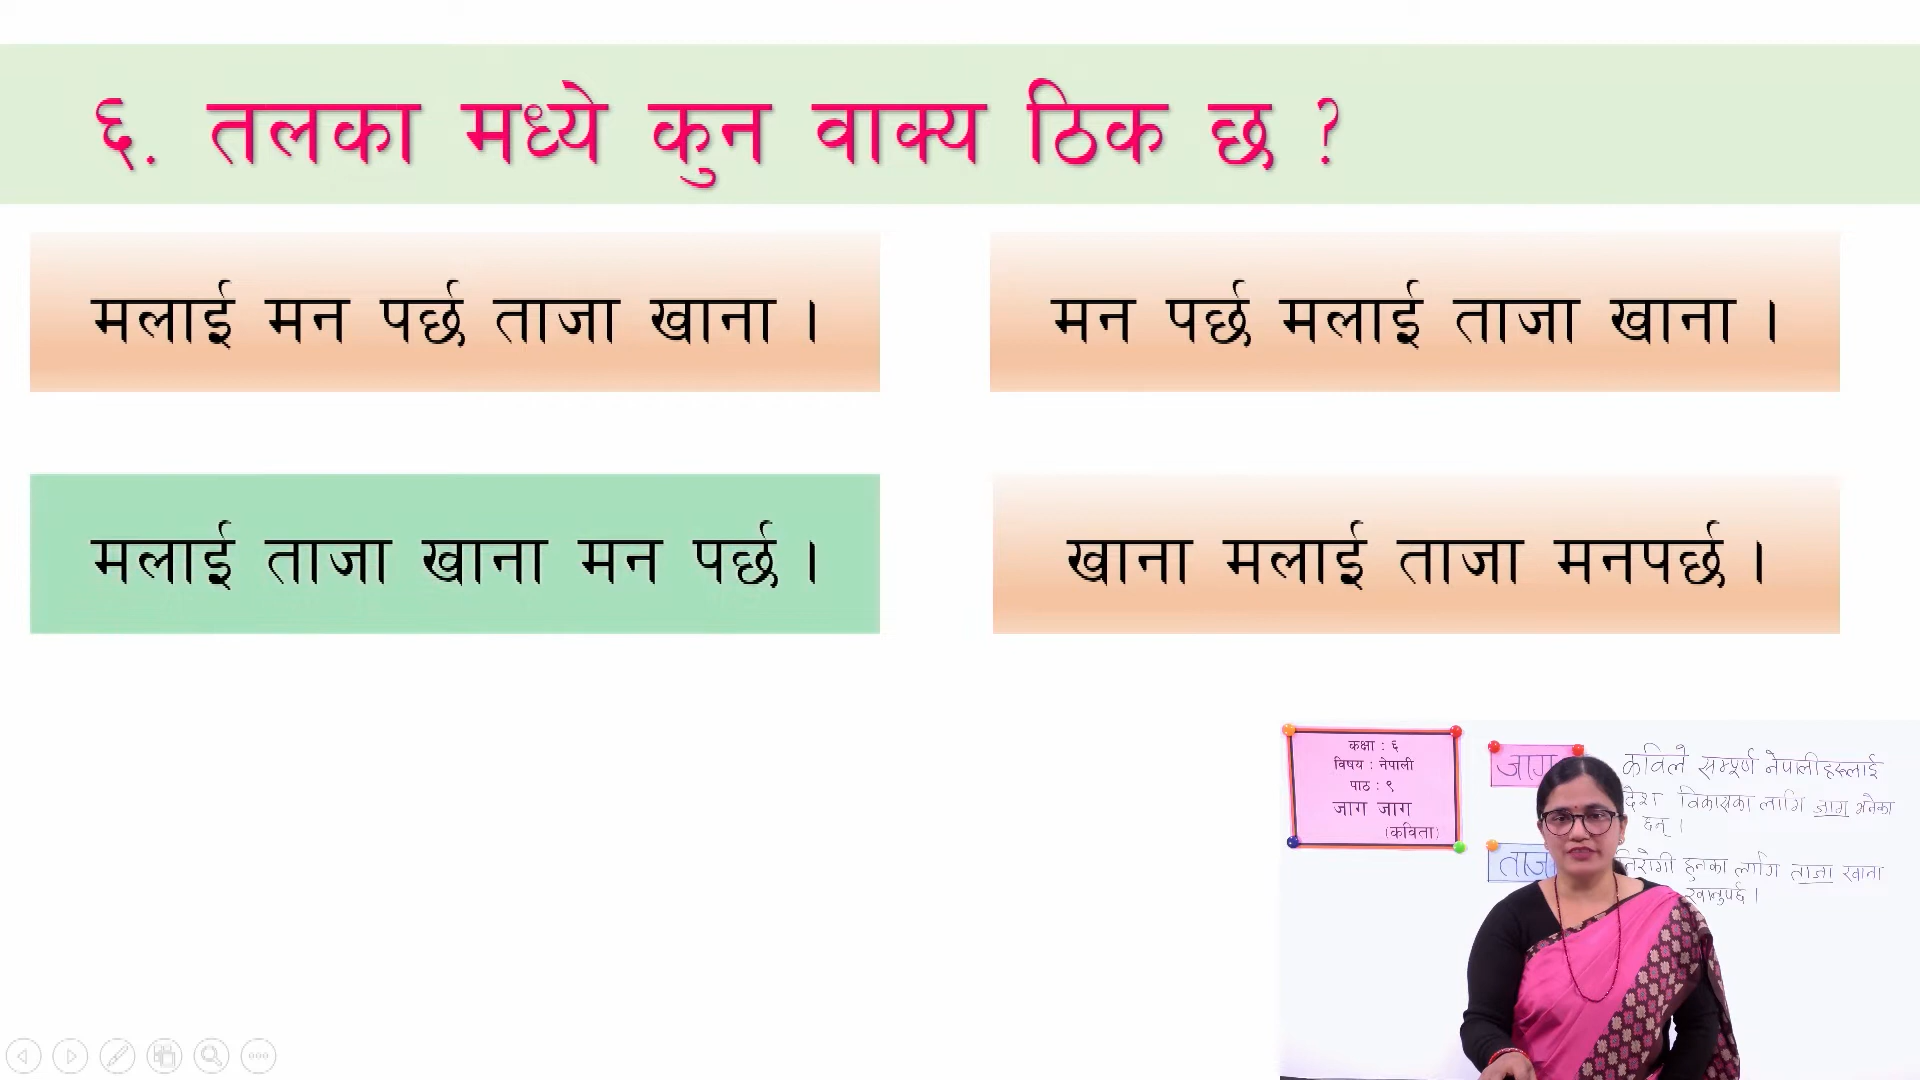 ६. तलका मध्ये कुन वाक्य ठिक छ ?
मलाई मन पर्छ ताजा खाना ।
मन पर्छ मलाई ताजा खाना ।
मलाई ताजा खाना मन पर्छ ।
खाना मलाई ताजा मनपर्छ ।
कक्षा : ६
विषय : नेपाली
पाठ : ९
जाग जाग
(कविता)
जाग
कविले सम्पूर्ण नेपालीहरूलाई
देश विकासका लागि जाग भनेका
छन् ।
ताज
हुनका लागि ताजा खाना
खानुपर्छ ।